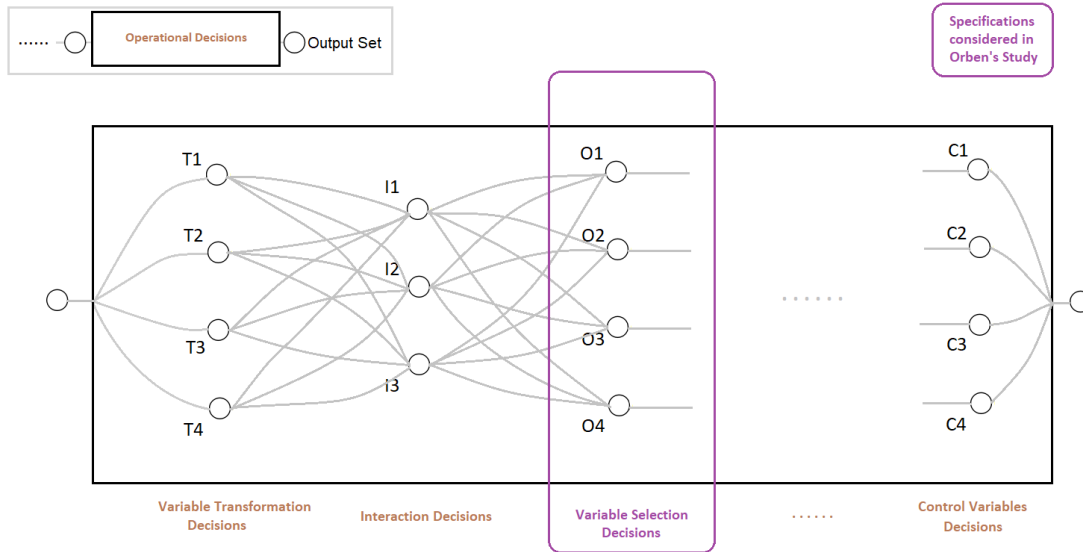 ...... Operational Decisions Output Set
Specifications
considered in
Orben's Study
T1
T2
T3
T4
I1
I2
I3
O1
O2
O3
O4
......
C1
C2
C3
C4
Variable Transformation
Decisions
Interaction Decisions
Variable Selection
Decisions
......
Control Variables
Decisions